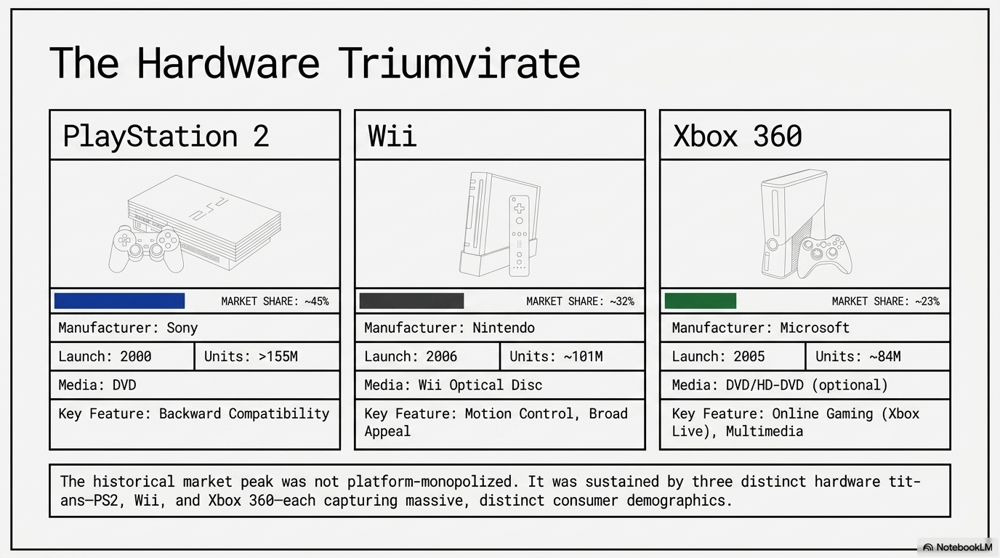 The Hardware Triumvirate
PlayStation 2
MARKET SHARE: ~45%
Manufacturer: Sony
Launch: 2000
Units: >155M
Media: DVD
Key Feature: Backward Compatibility
Wii
MARKET SHARE: ~32%
Manufacturer: Nintendo
Launch: 2006
Units: ~101M
Media: Wii Optical Disc
Key Feature: Motion Control, Broad
Appeal
Xbox 360
MARKET SHARE: ~23%
Manufacturer: Microsoft
Launch: 2005
Units: ~84M
Media: DVD/HD-DVD (optional)
Key Feature: Online Gaming (Xbox
Live), Multimedia
The historical market peak was not platform-monopolized. It was sustained by three distinct hardware tit-
ans—PS2, Wii, and Xbox 360—each capturing massive, distinct consumer demographics.
NotebookLM